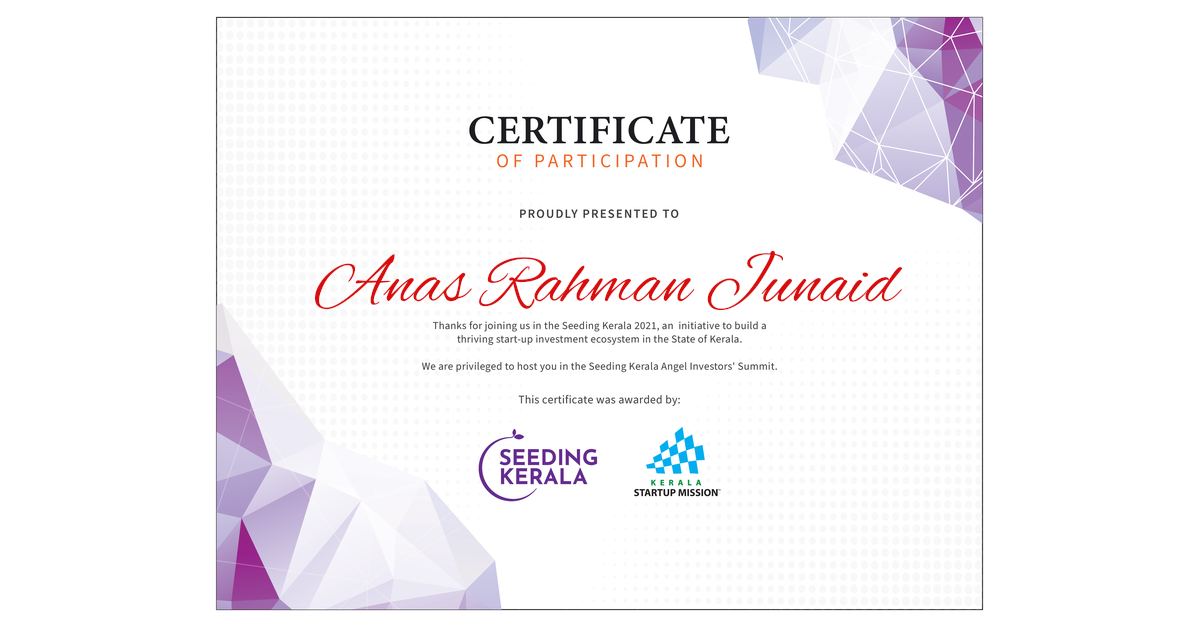 CERTIFICATE
OF PARTICIPATION
PROUDLY PRESENTED TO
Anas Rahman Junaid
Thanks for joining us in the Seeding Kerala 2021, an initiative to build a
thriving start-up investment ecosystem in the State of Kerala.
We are privileged to host you in the Seeding Kerala Angel Investors' Summit.
This certificate was awarded by:
SEEDING
KERALA
KERALA
STARTUP MISSION